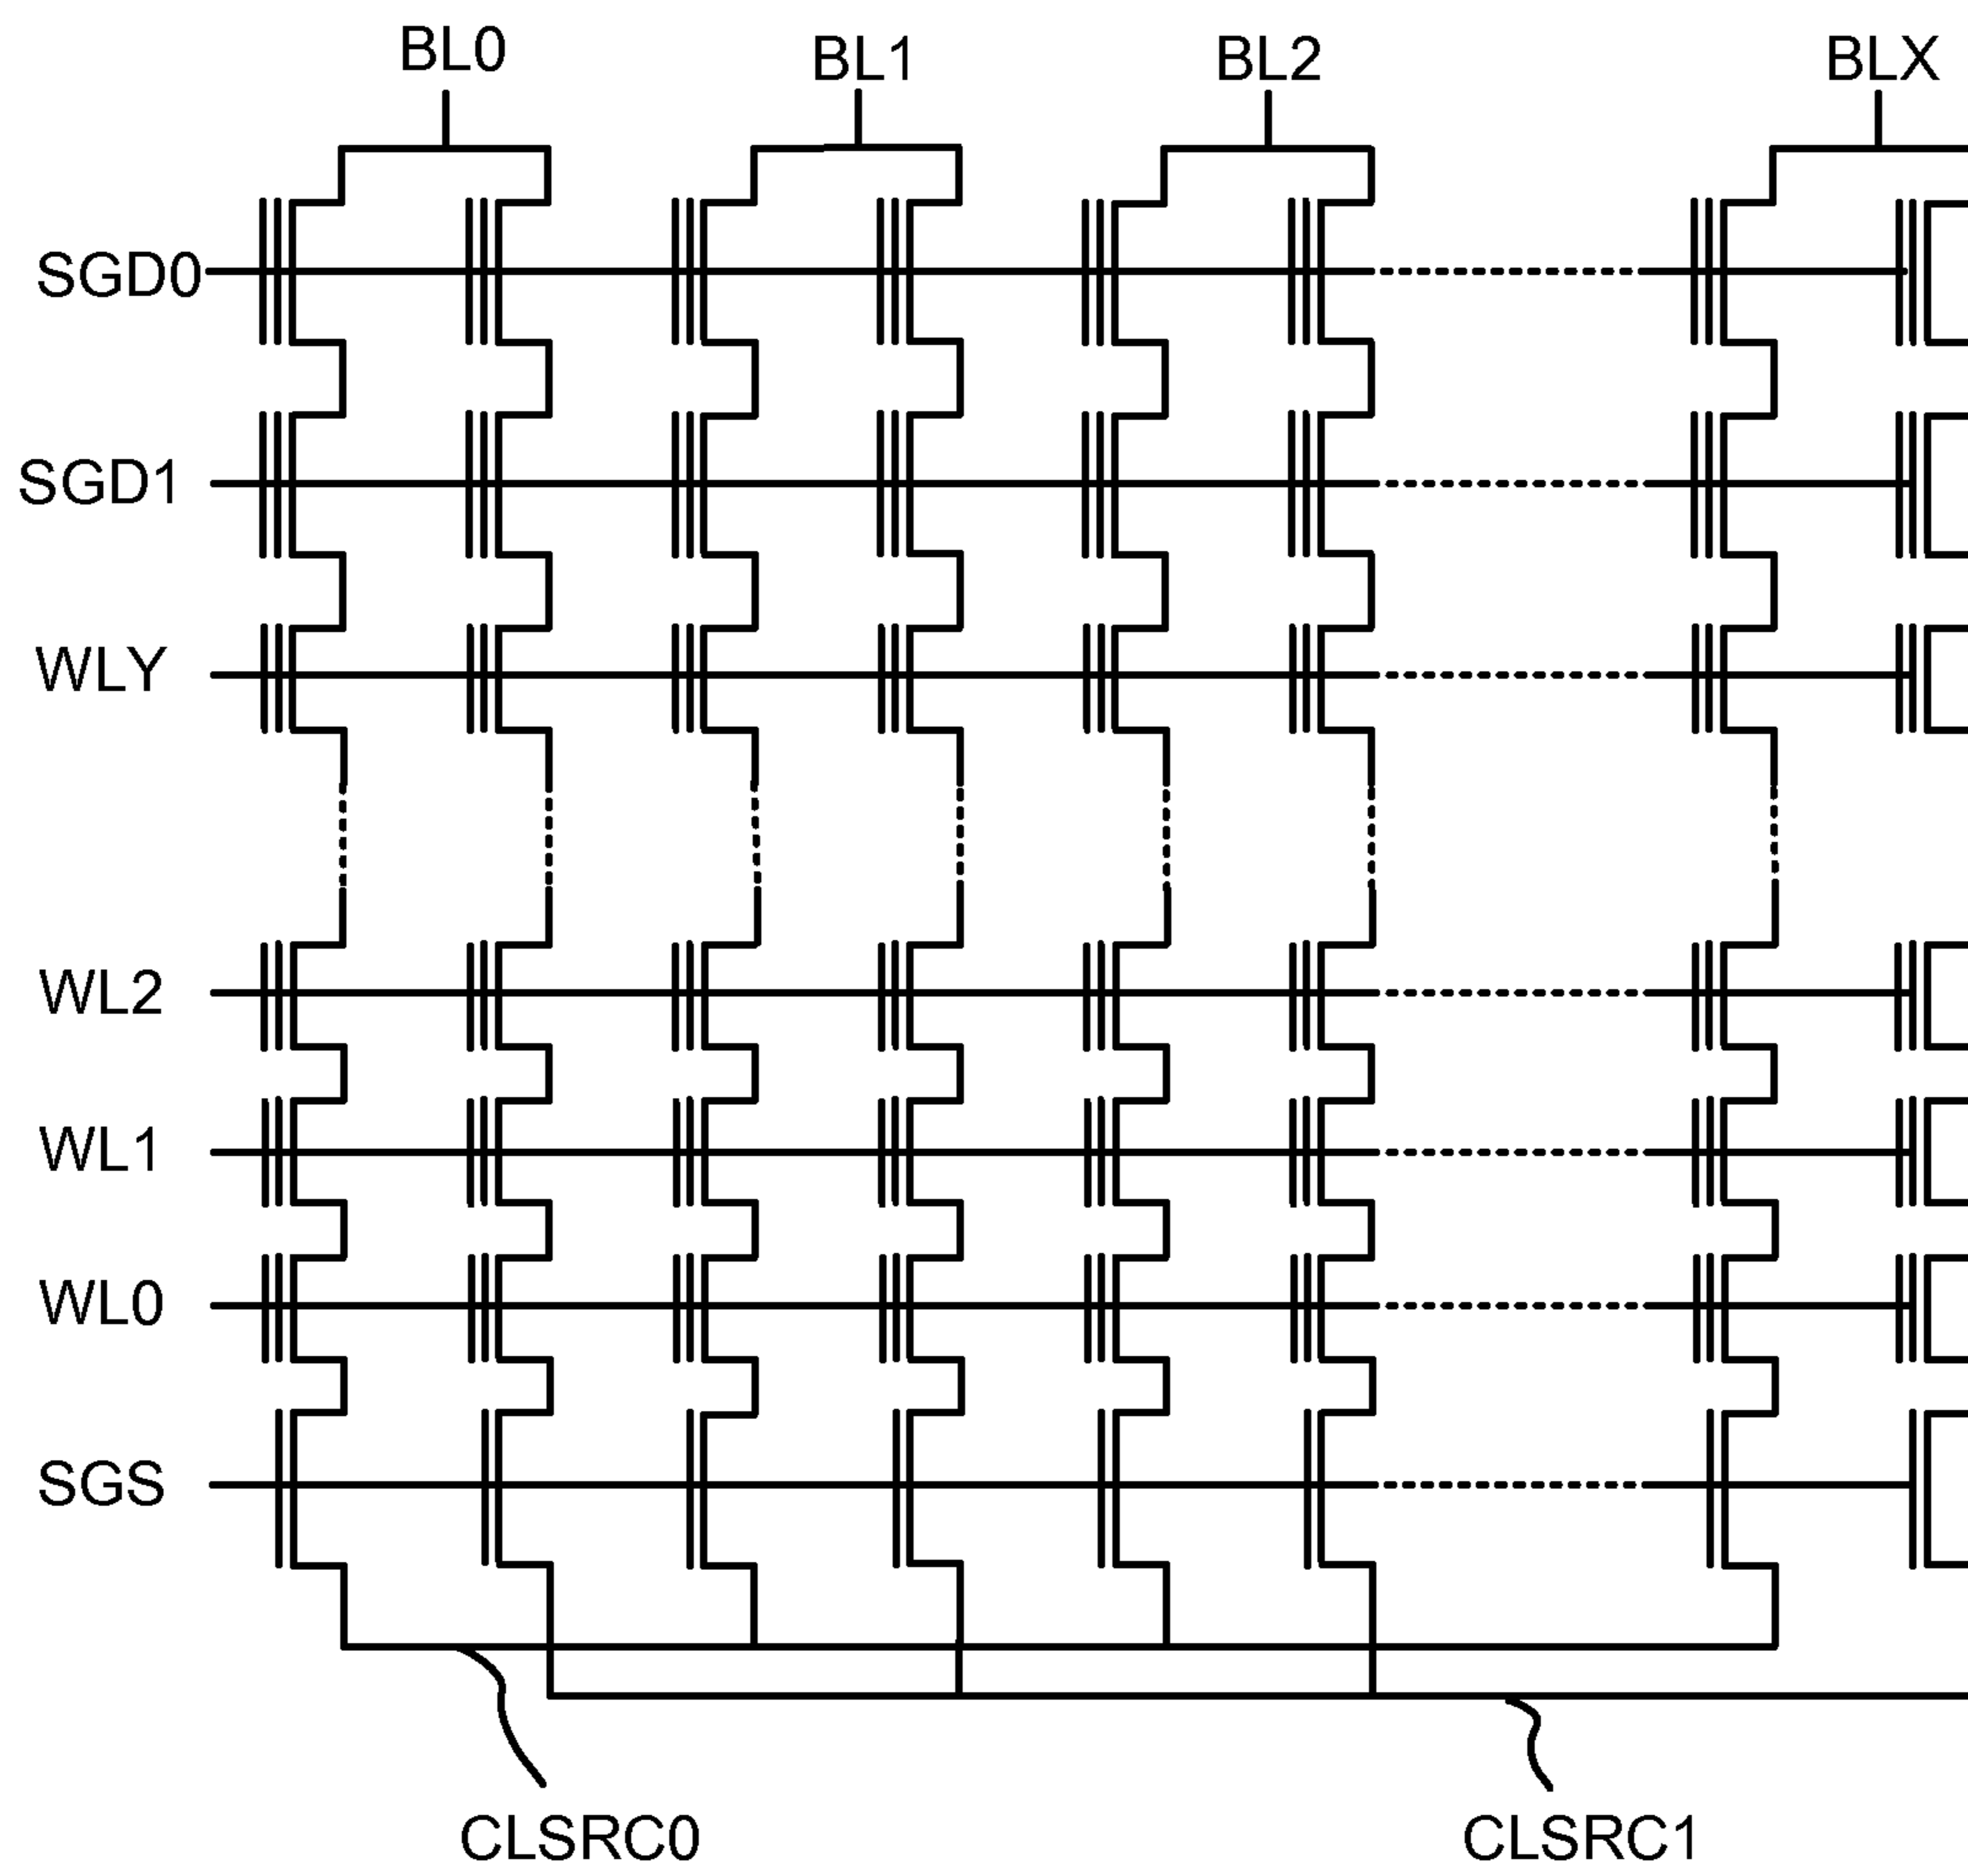 BL0 BL1 BL2 BLX
SGD0
SGD1
WLY
WL2
WL1
WL0
SGS
CLSRC0 CLSRC1